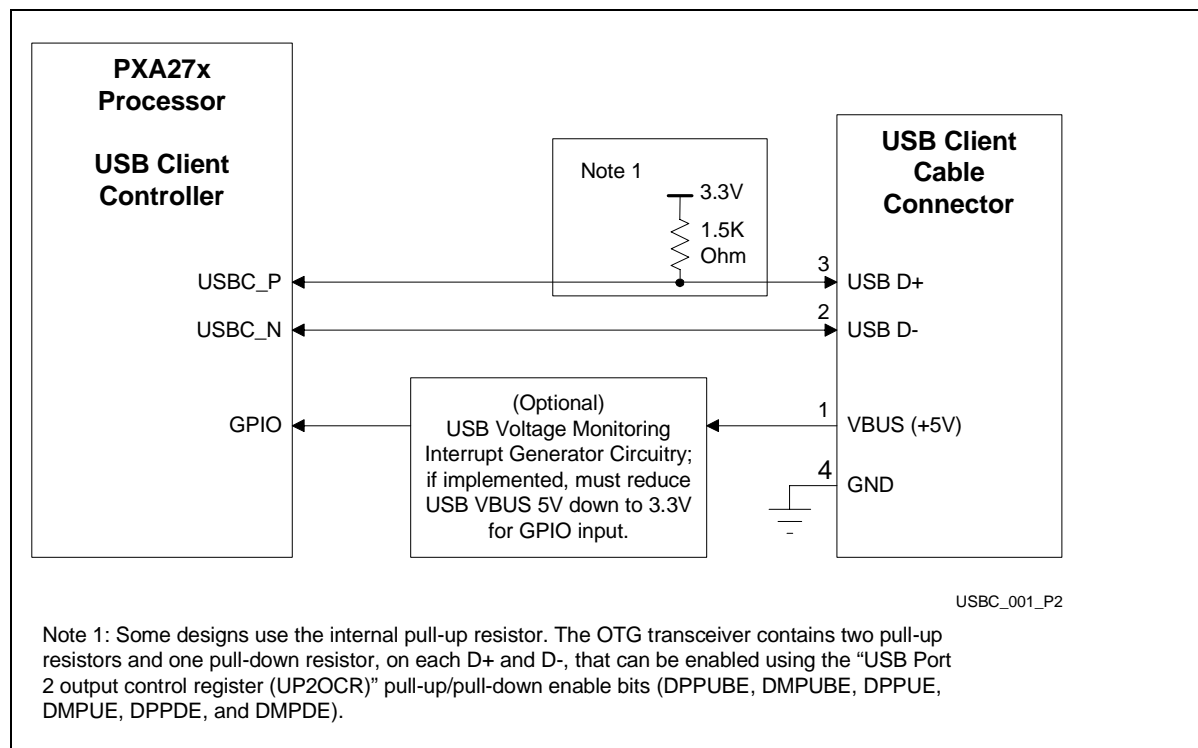 PXA27x
Processor
USB Client
Controller
USBC_P
USBC_N
GPIO
Note 1
3.3V
1.5K
Ohm
(Optional)
USB Voltage Monitoring
Interrupt Generator Circuitry;
if implemented, must reduce
USB VBUS 5V down to 3.3V
for GPIO input.
USB Client
Cable
Connector
3
USB D+
2
USB D-
1
VBUS (+5V)
4
GND
USBC_001_P2
Note 1: Some designs use the internal pull-up resistor. The OTG transceiver contains two pull-up
resistors and one pull-down resistor, on each D+ and D-, that can be enabled using the “USB Port
2 output control register (UP2OCR)” pull-up/pull-down enable bits (DPPUBE, DMPUBE, DPPUE,
DMPUE, DPPDE, and DMPDE).